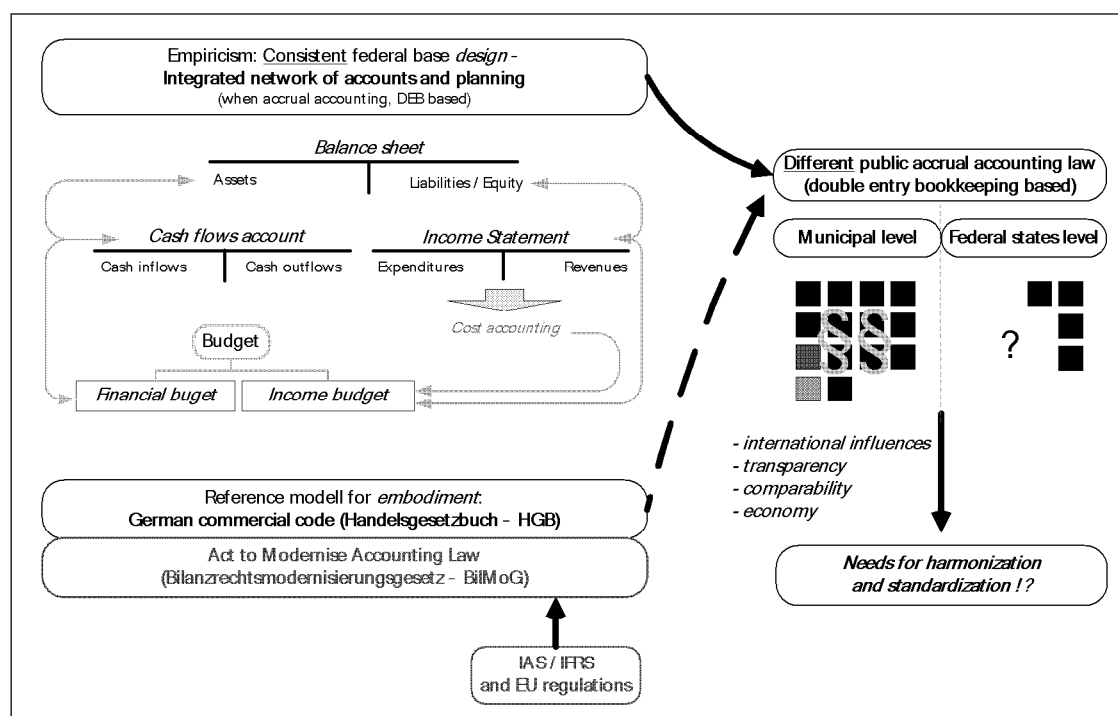 Empiricism: Consistent federal base design -
Integrated network of accounts and planning
(when accrual accounting, DEB based)
Balance sheet
Assets
Liabilities / Equity
Cash flows account
Cash inflows
Cash outflows
Income Statement
Expenditures
Revenues
Cost accounting
Budget
Financial buget
Income budget
Reference modell for embodiment:
German commercial code (Handelsgesetzbuch - HGB)
Act to Modernise Accounting Law
(Bilanzrechtsmodernisierungsgesetz - BilMoG)
IAS / IFRS
and EU regulations
Different public accrual accounting law
(double entry bookkeeping based)
Municipal level
Federal states level
§§
§§
?
- international influences
- transparency
- comparability
- economy
Needs for harmonization
and standardization !?